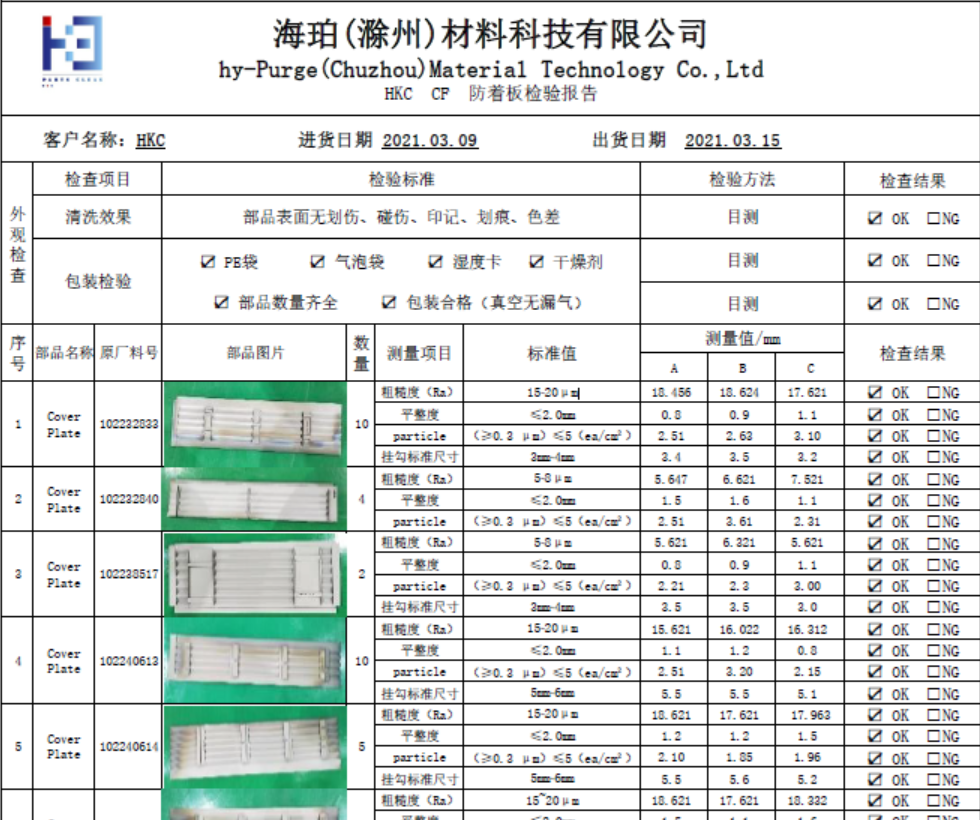 海珀(滁州)材料科技有限公司
hy-Purge(Chuzhou)Material Technology Co.,Ltd
HKC CF 防着板检验报告
客户名称: HKC 进货日期 2021.03.09 出货日期 2021.03.15
外观检查
检查项目 检验标准 检验方法 检查结果
清洗效果 部品表面无划伤、碰伤、印记、划痕、色差 目测 ☑ OK □NG
包装检验 ☑ PE袋 ☑ 气泡袋 ☑ 湿度卡 ☑ 干燥剂 目测 ☑ OK □NG
☑ 部品数量齐全 ☑ 包装合格（真空无漏气） 目测 ☑ OK □NG
序号 部品名称 原厂料号 部品图片 数量 测量项目 标准值 测量值/mm 检查结果
A B C
1 Cover Plate 102232833 10 粗糙度（Ra） 15-20μm 18.456 18.624 17.621 ☑ OK □NG
平整度 ≤2.0mm 0.8 0.9 1.1 ☑ OK □NG
particle （≥0.3 μm）≤5（ea/cm²） 2.51 2.63 3.10 ☑ OK □NG
挂勾标准尺寸 3mm-4mm 3.4 3.5 3.2 ☑ OK □NG
2 Cover Plate 102232840 4 粗糙度（Ra） 5-8μm 5.647 6.621 7.521 ☑ OK □NG
平整度 ≤2.0mm 1.5 1.6 1.1 ☑ OK □NG
particle （≥0.3 μm）≤5（ea/cm²） 2.51 3.61 2.31 ☑ OK □NG
3 Cover Plate 102238517 2 粗糙度（Ra） 5-8μm 5.621 6.321 5.621 ☑ OK □NG
平整度 ≤2.0mm 0.8 0.9 1.1 ☑ OK □NG
particle （≥0.3 μm）≤5（ea/cm²） 2.21 2.3 3.00 ☑ OK □NG
挂勾标准尺寸 3mm-4mm 3.5 3.5 3.0 ☑ OK □NG
4 Cover Plate 102240613 10 粗糙度（Ra） 15-20μm 15.621 16.022 16.312 ☑ OK □NG
平整度 ≤2.0mm 1.1 1.2 0.8 ☑ OK □NG
particle （≥0.3 μm）≤5（ea/cm²） 2.51 3.20 2.15 ☑ OK □NG
挂勾标准尺寸 5mm-6mm 5.5 5.5 5.1 ☑ OK □NG
5 Cover Plate 102240614 5 粗糙度（Ra） 15-20μm 18.621 17.621 17.963 ☑ OK □NG
平整度 ≤2.0mm 1.2 1.2 1.5 ☑ OK □NG
particle （≥0.3 μm）≤5（ea/cm²） 2.10 1.85 1.96 ☑ OK □NG
挂勾标准尺寸 5mm-6mm 5.5 5.6 5.2 ☑ OK □NG
粗糙度（Ra） 15~20μm 18.621 17.621 18.332 ☑ OK □NG